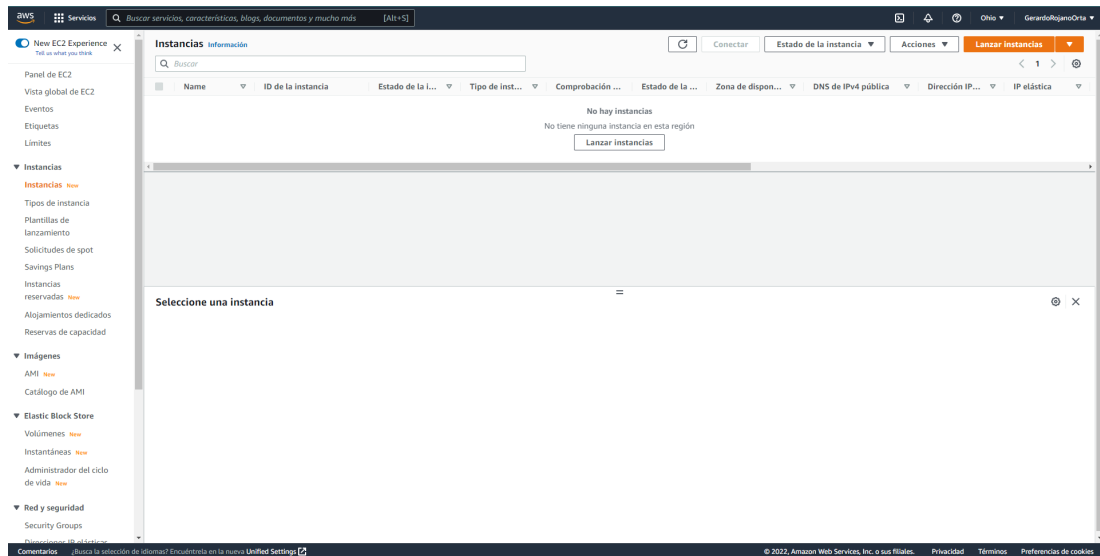 aws Servicios Buscar servicios, características, blogs, documentos y mucho más [Alt+S] Ohio ▼ GerardoRojanoOrta ▼
New EC2 Experience
Tell us what you think
Panel de EC2
Vista global de EC2
Eventos
Etiquetas
Límites
Instancias
Instancias New
Tipos de instancia
Plantillas de
lanzamiento
Solicitudes de spot
Savings Plans
Instancias
reservadas New
Alojamientos dedicados
Reservas de capacidad
Imágenes
AMI New
Catálogo de AMI
Elastic Block Store
Volúmenes New
Instantáneas New
Administrador del ciclo
de vida New
Red y seguridad
Security Groups
Direcciones IP elásticas
Instancias Información Conectar Estado de la instancia ▼ Acciones ▼ Lanzar instancias ▼
Buscar 1
Name ID de la instancia Estado de la i... Tipo de inst... Comprobación ... Estado de la ... Zona de dispon... DNS de IPv4 pública Dirección IP... IP elástica
No hay instancias
No tiene ninguna instancia en esta región
Lanzar instancias
Seleccione una instancia
Comentarios ¿Busca la selección de idiomas? Encuéntrela en la nueva Unified Settings © 2022, Amazon Web Services, Inc. o sus filiales. Privacidad Términos Preferencias de cookies